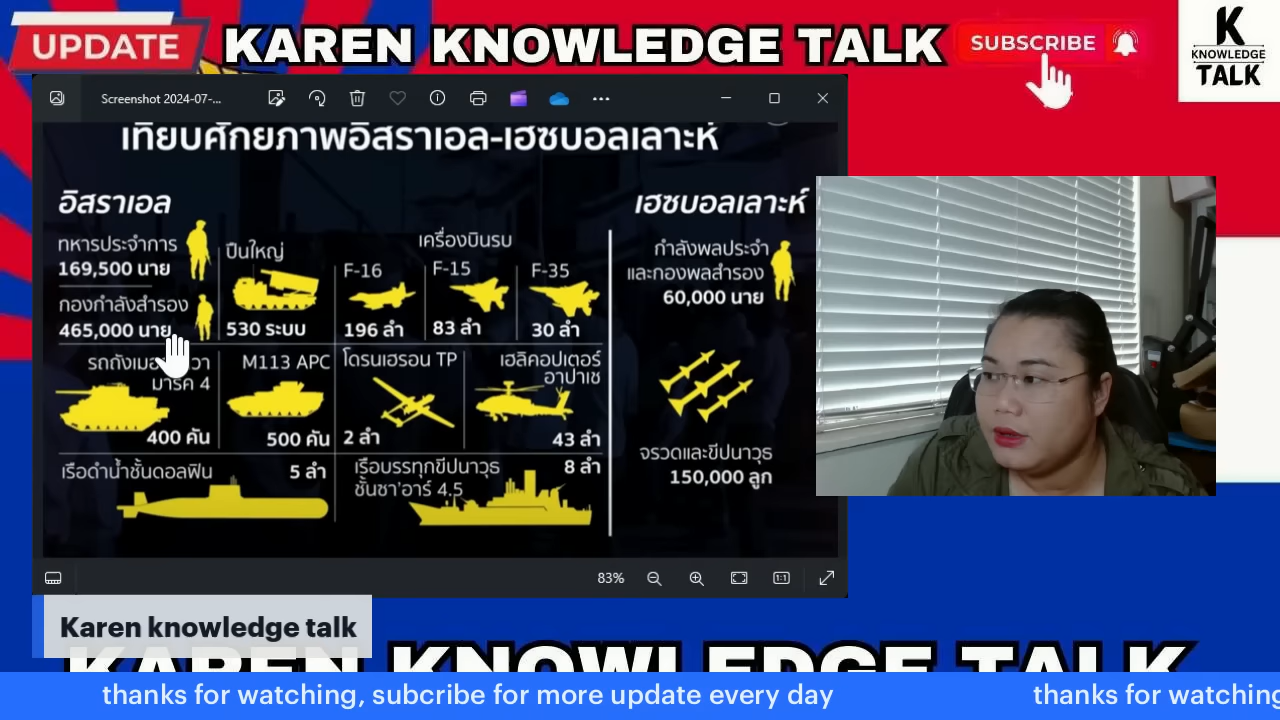 UPDATE
KAREN KNOWLEDGE TALK
SUBSCRIBE
K
KNOWLEDGE
TALK
Screenshot 2024-07-...
เทียบศักยภาพอิสราเอล-เฮซบอลเลาะห์
อิสราเอล
เฮซบอลเลาะห์
ทหารประจำการ
169,500 นาย
กองกำลังสำรอง
465,000 นาย
ปืนใหญ่
530 ระบบ
เครื่องบินรบ
F-16
196 ลำ
F-15
83 ลำ
F-35
30 ลำ
กำลังพลประจำ
และกองพลสำรอง
60,000 นาย
มาร์ค 4
400 คัน
M113 APC
500 คัน
โดรนเฮรอน TP
2 ลำ
เฮลิคอปเตอร์
อาปาเช
43 ลำ
จรวดและขีปนาวุธ
150,000 ลูก
เรือดำน้ำชั้นดอลฟิน
5 ลำ
เรือบรรทุกขีปนาวุธ
ชั้นซา'อาร์ 4.5
8 ลำ
83%
1:1
Karen knowledge talk
KAREN KNOWLEDGE TALK
thanks for watching, subcribe for more update every day
thanks for watching